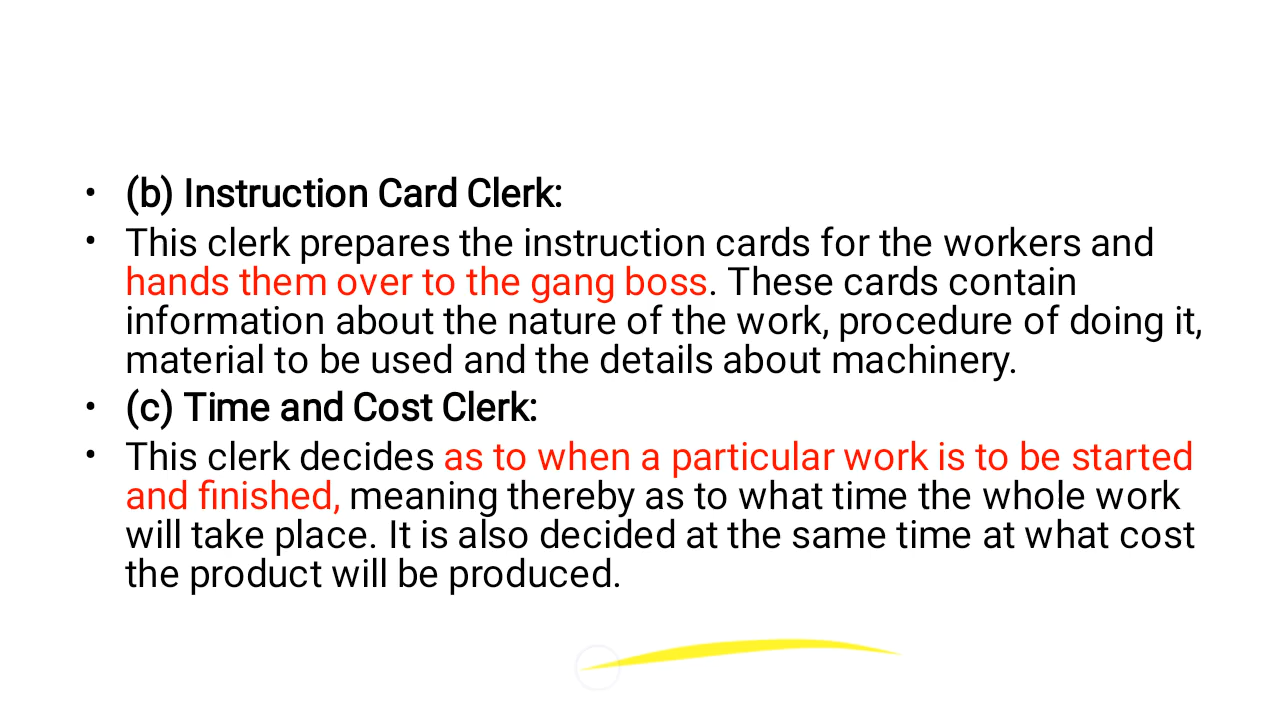 • (b) Instruction Card Clerk:
• This clerk prepares the instruction cards for the workers and
hands them over to the gang boss. These cards contain
information about the nature of the work, procedure of doing it,
material to be used and the details about machinery.
• (c) Time and Cost Clerk:
• This clerk decides as to when a particular work is to be started
and finished, meaning thereby as to what time the whole work
will take place. It is also decided at the same time at what cost
the product will be produced.